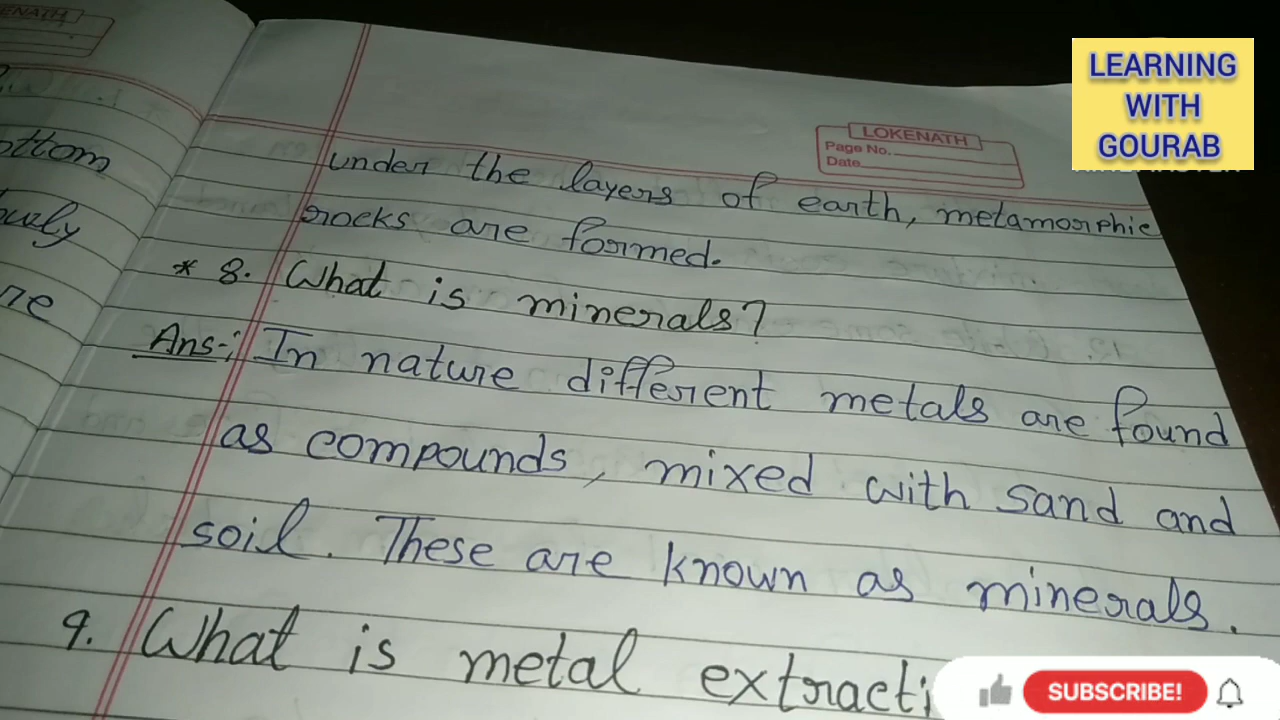 LEARNING
WITH
GOURAB
LOKENATH
Page No.
Date
ottom
under the layers of earth, metamorphic
rocks are formed.
* 8. What is minerals?
Ans-; In nature different metals are found
as compounds, mixed with sand and
soil. These are known as minerals.
9. What is metal extracti
SUBSCRIBE!